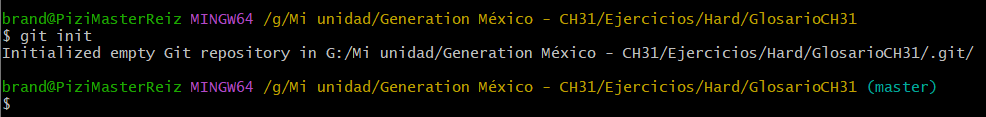 brand@PiziMasterReiz MINGW64 /g/Mi unidad/Generation México - CH31/Ejercicios/Hard/GlosarioCH31
$ git init
Initialized empty Git repository in G:/Mi unidad/Generation México - CH31/Ejercicios/Hard/GlosarioCH31/.git/
brand@PiziMasterReiz MINGW64 /g/Mi unidad/Generation México - CH31/Ejercicios/Hard/GlosarioCH31 (master)
$